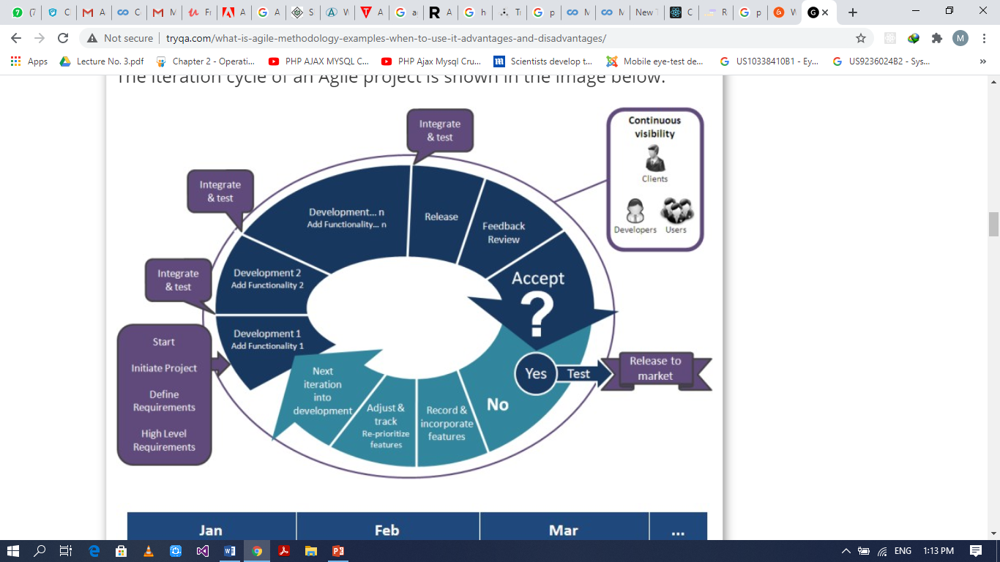 Not secure | tryqa.com/what-is-agile-methodology-examples-when-to-use-it-advantages-and-disadvantages/
M
Apps
Lecture No. 3.pdf
Chapter 2 - Operati...
PHP AJAX MYSQL C...
PHP Ajax Mysql Cru...
Scientists develop t...
Mobile eye-test de...
US10338410B1 - Ey...
US9236024B2 - Sys...
»
The iteration cycle of an Agile project is shown in the image below.
Integrate
& test
Continuous
visibility
Clients
Developers Users
Integrate
& test
Development... n
Add Functionality... n
Release
Feedback
Review
Integrate
& test
Development 2
Add Functionality 2
Accept
?
Development 1
Add Functionality 1
Start
Initiate Project
Define
Requirements
High Level
Requirements
Next
iteration
into
development
Adjust &
track
Re-prioritize
features
Record &
incorporate
features
No
Yes
Test
Release to
market
Jan Feb Mar ...
ENG 1:13 PM